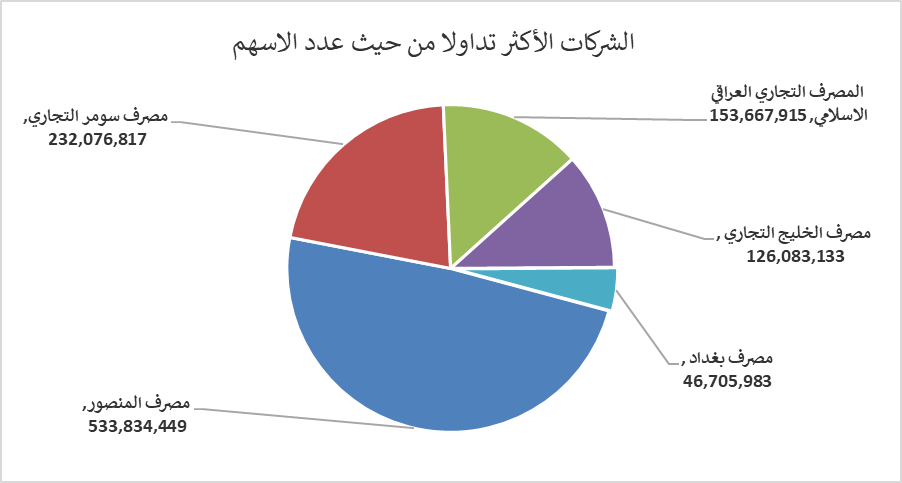 الشركات الأكثر تداولا من حيث عدد الاسهم
المصرف التجاري العراقي
الاسلامي, 153,667,915
مصرف سومر التجاري,
232,076,817
مصرف الخليج التجاري ,
126,083,133
مصرف بغداد ,
46,705,983
مصرف المنصور,
533,834,449